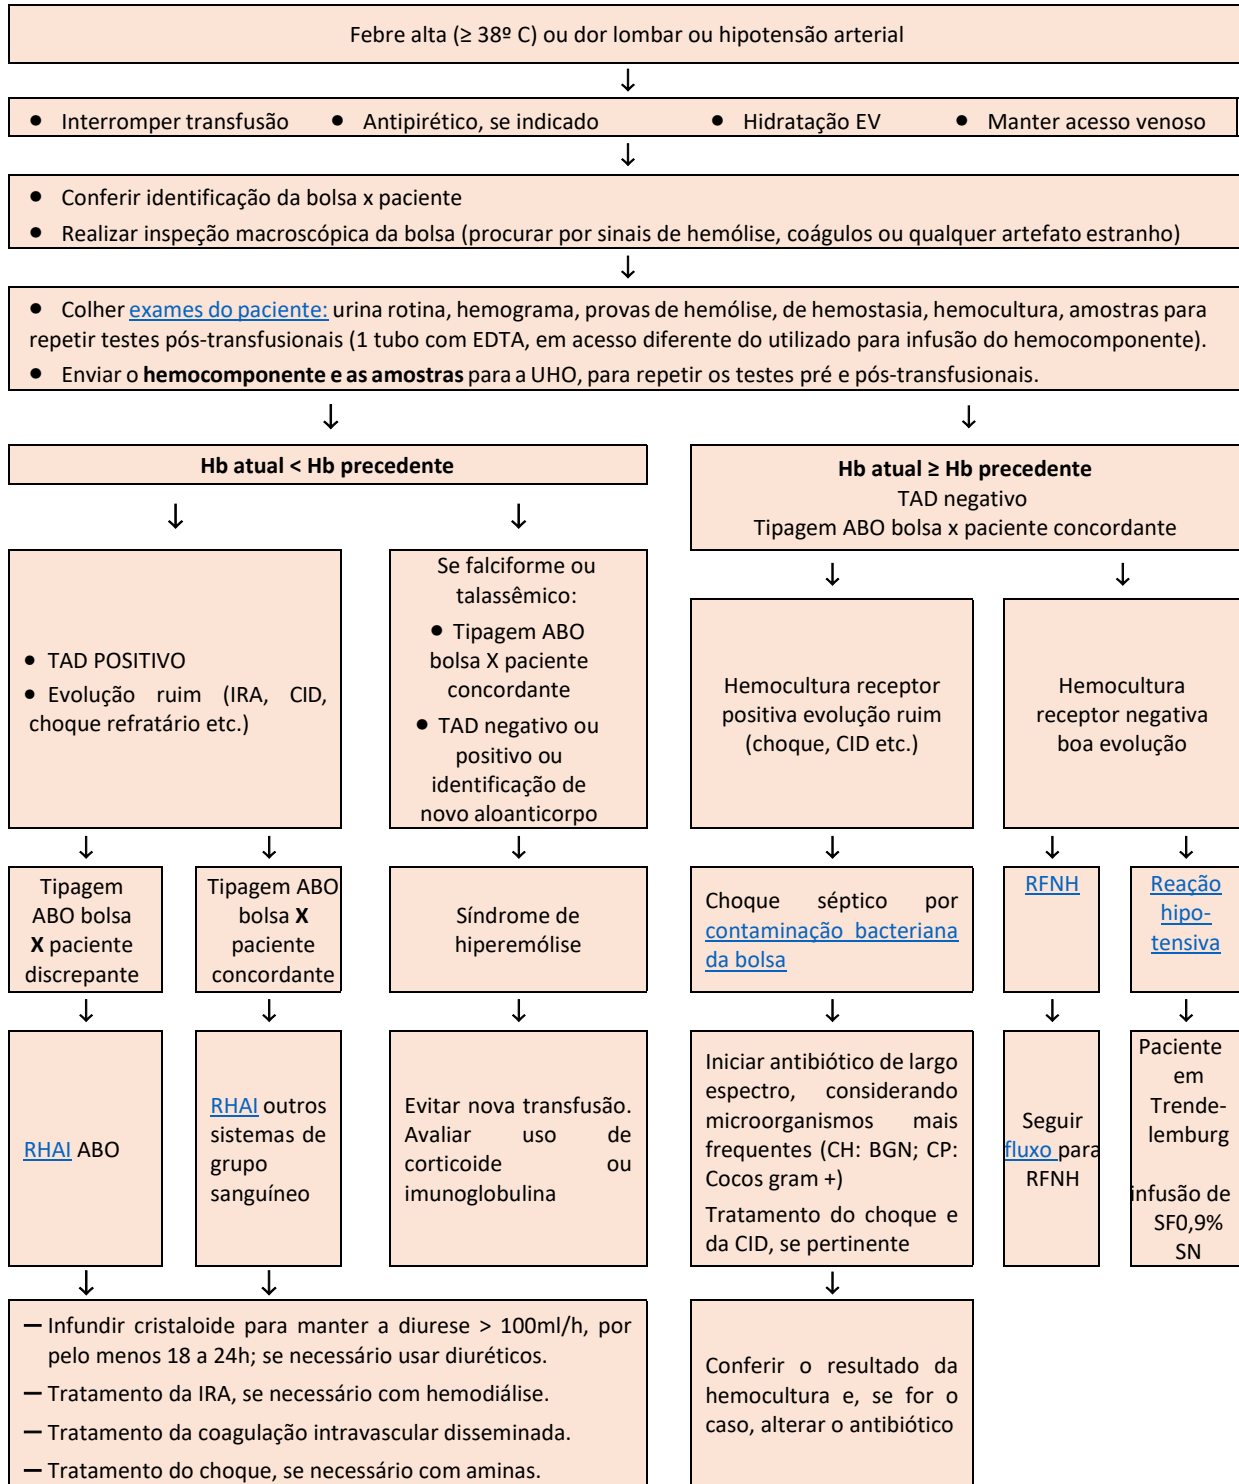 Febre alta (≥ 38º C) ou dor lombar ou hipotensão arterial
↓
● Interromper transfusão ● Antipirético, se indicado ● Hidratação EV ● Manter acesso venoso
↓
● Conferir identificação da bolsa x paciente
● Realizar inspeção macroscópica da bolsa (procurar por sinais de hemólise, coágulos ou qualquer artefato estranho)
↓
● Colher exames do paciente: urina rotina, hemograma, provas de hemólise, de hemostasia, hemocultura, amostras para
repetir testes pós-transfusionais (1 tubo com EDTA, em acesso diferente do utilizado para infusão do hemocomponente).
● Enviar o hemocomponente e as amostras para a UHO, para repetir os testes pré e pós-transfusionais.
↓ ↓
Hb atual < Hb precedente
Hb atual ≥ Hb precedente
TAD negativo
Tipagem ABO bolsa x paciente concordante
↓ ↓ ↓ ↓
● TAD POSITIVO
● Evolução ruim (IRA, CID,
choque refratário etc.)
Se falciforme ou
talassêmico:
● Tipagem ABO
bolsa X paciente
concordante
● TAD negativo ou
positivo ou
identificação de
novo aloanticorpo
Hemocultura receptor
positiva evolução ruim
(choque, CID etc.)
Hemocultura
receptor negativa
boa evolução
↓ ↓ ↓ ↓ ↓ ↓
Tipagem
ABO bolsa
X paciente
discrepante
Tipagem ABO
bolsa X
paciente
concordante
Síndrome de
hiperemólise
Choque séptico por
contaminação bacteriana
da bolsa
RFNH
Reação
hipo-
tensiva
↓ ↓ ↓ ↓ ↓ ↓
RHAI ABO
RHAI outros
sistemas de
grupo
sanguíneo
Evitar nova transfusão.
Avaliar uso de
corticoide ou
imunoglobulina
Iniciar antibiótico de largo
espectro, considerando
microorganismos mais
frequentes (CH: BGN; CP:
Cocos gram +)
Tratamento do choque e
da CID, se pertinente
Seguir
fluxo para
RFNH
Paciente
em
Trende-
lemburg
infusão de
SF0,9%
SN
↓ ↓ ↓
— Infundir cristaloide para manter a diurese > 100ml/h, por
pelo menos 18 a 24h; se necessário usar diuréticos.
— Tratamento da IRA, se necessário com hemodiálise.
— Tratamento da coagulação intravascular disseminada.
— Tratamento do choque, se necessário com aminas.
Conferir o resultado da
hemocultura e, se for o
caso, alterar o antibiótico